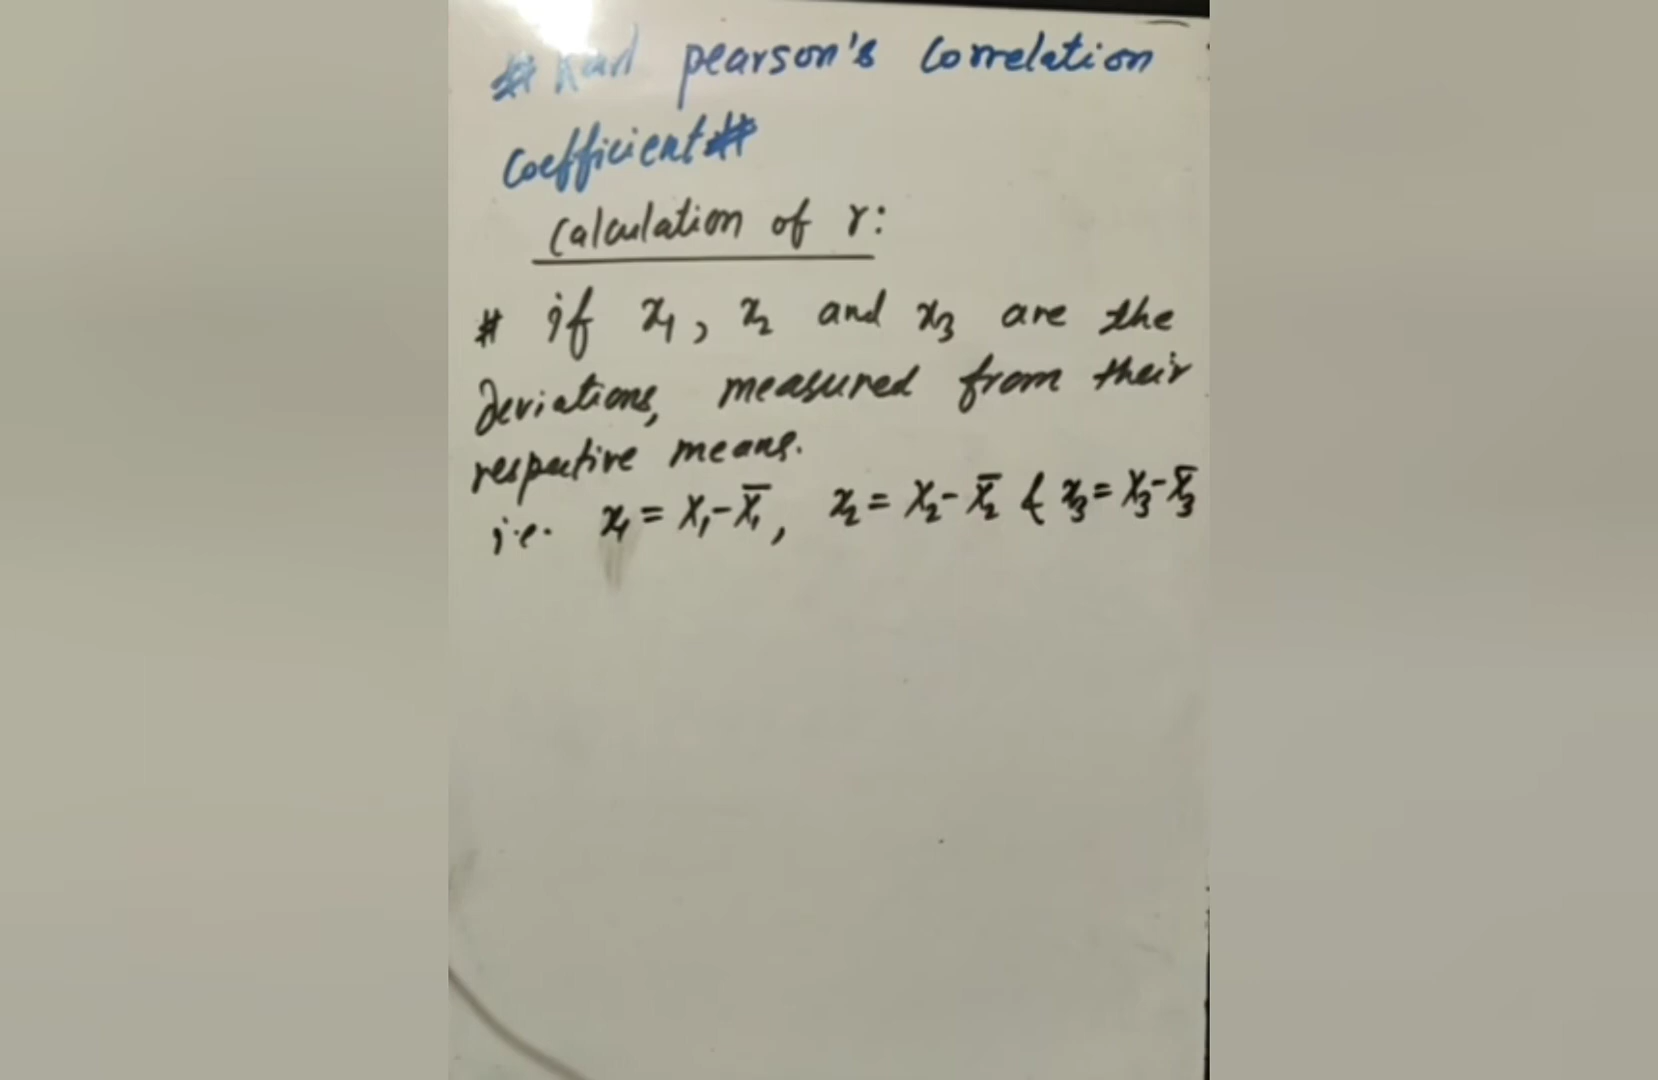 # Karl pearson's Correlation
Coefficient #
Calculation of r:
# if x₁, x₂ and x₃ are the
Deviations, measured from their
respective means.
i.e. x₁ = X₁-X̅₁, x₂ = X₂-X̅₂ & x₃ = X₃-X̅₃